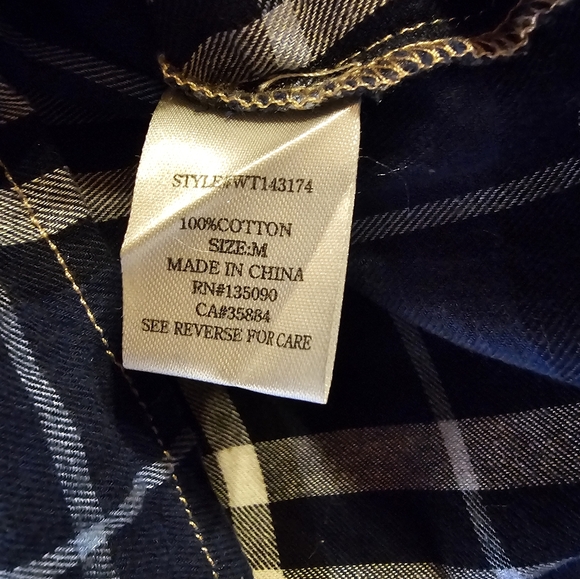 STYLE#WT143174
100%COTTON
SIZE:M
MADE IN CHINA
RN#135090
CA#35884
SEE REVERSE FOR CARE